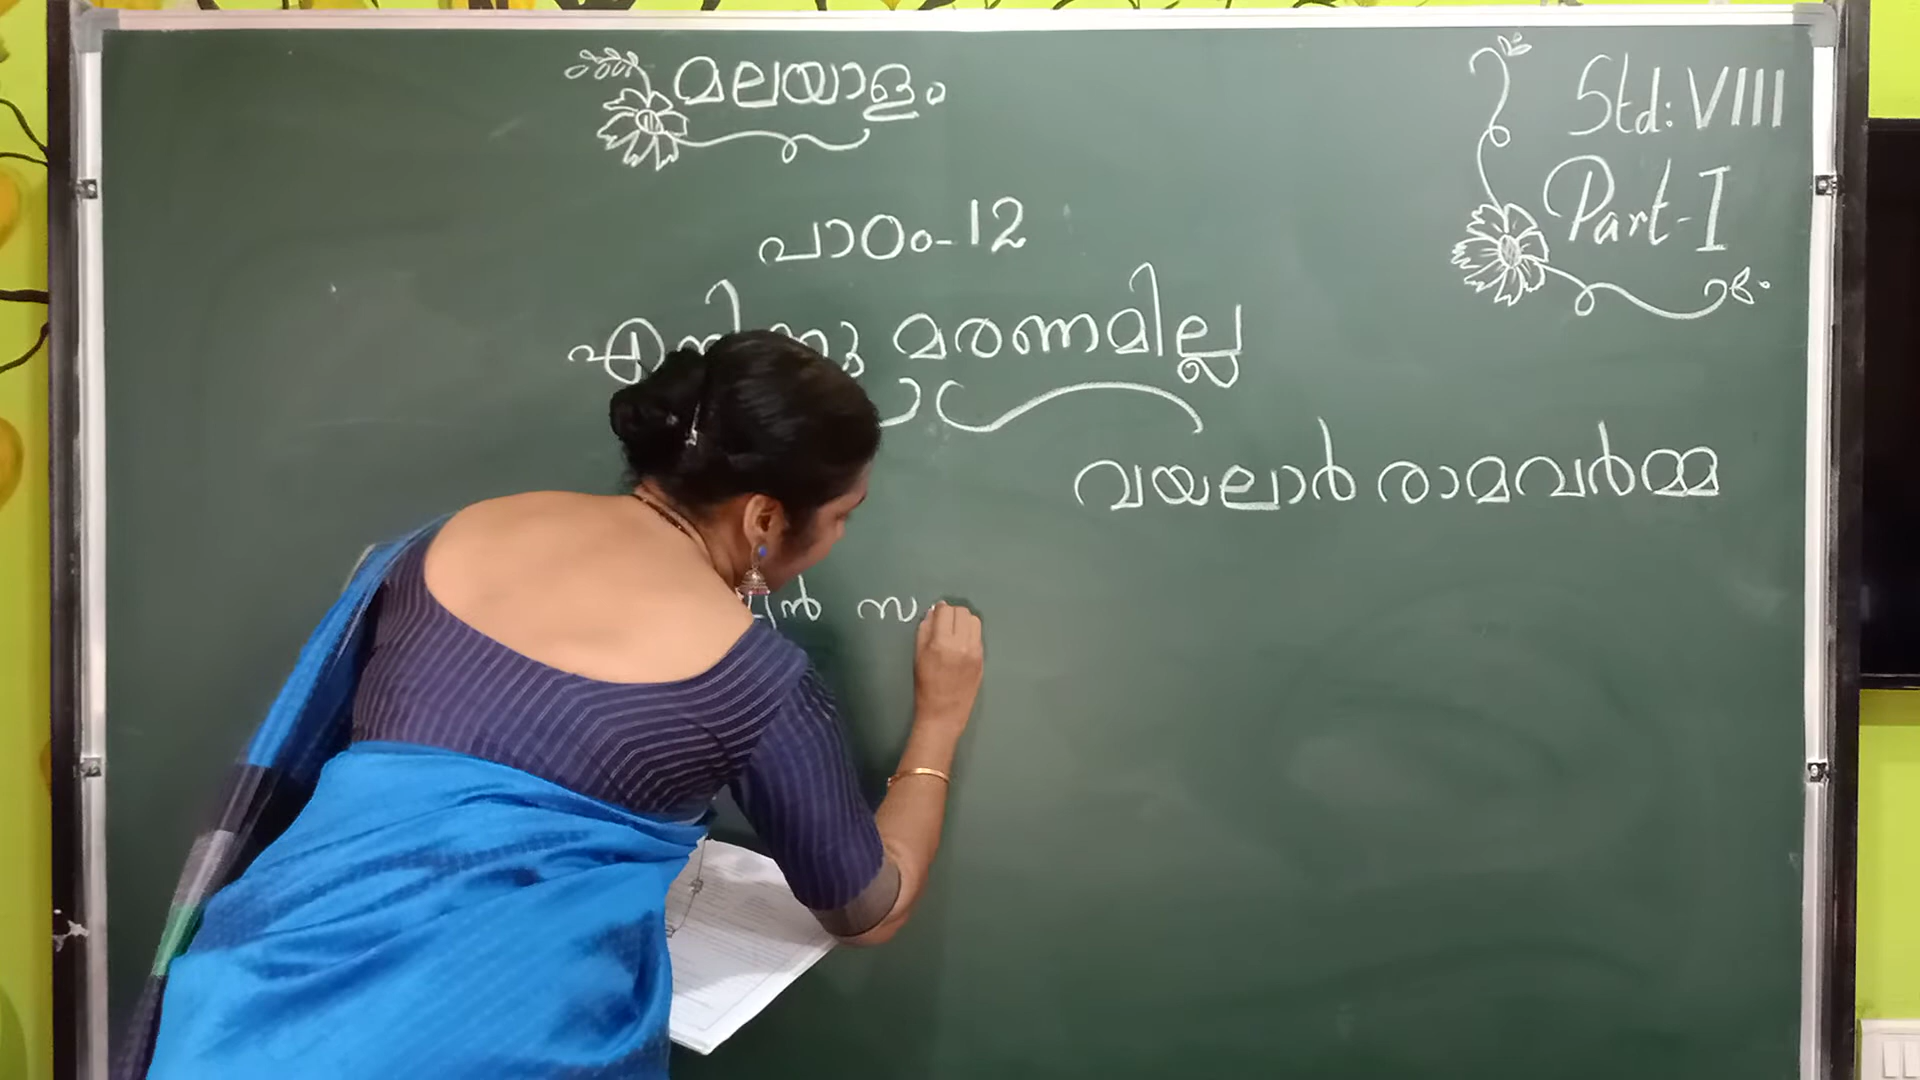 മലയാളം
Std: VIII
Part-I
പാഠം-12
മരണമില്ല
വയലാർ രാമവർമ്മ